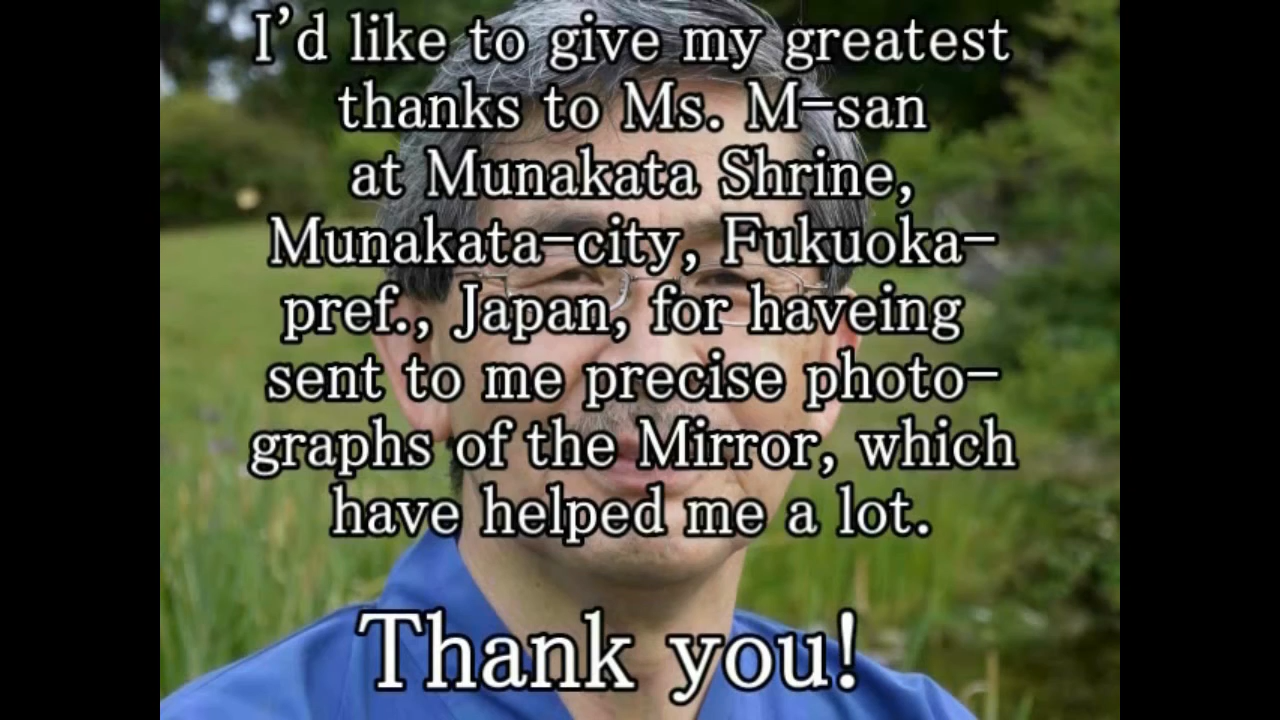 I'd like to give my greatest
thanks to Ms. M-san
at Munakata Shrine,
Munakata-city, Fukuoka-
pref., Japan, for haveing
sent to me precise photo-
graphs of the Mirror, which
have helped me a lot.
Thank you!